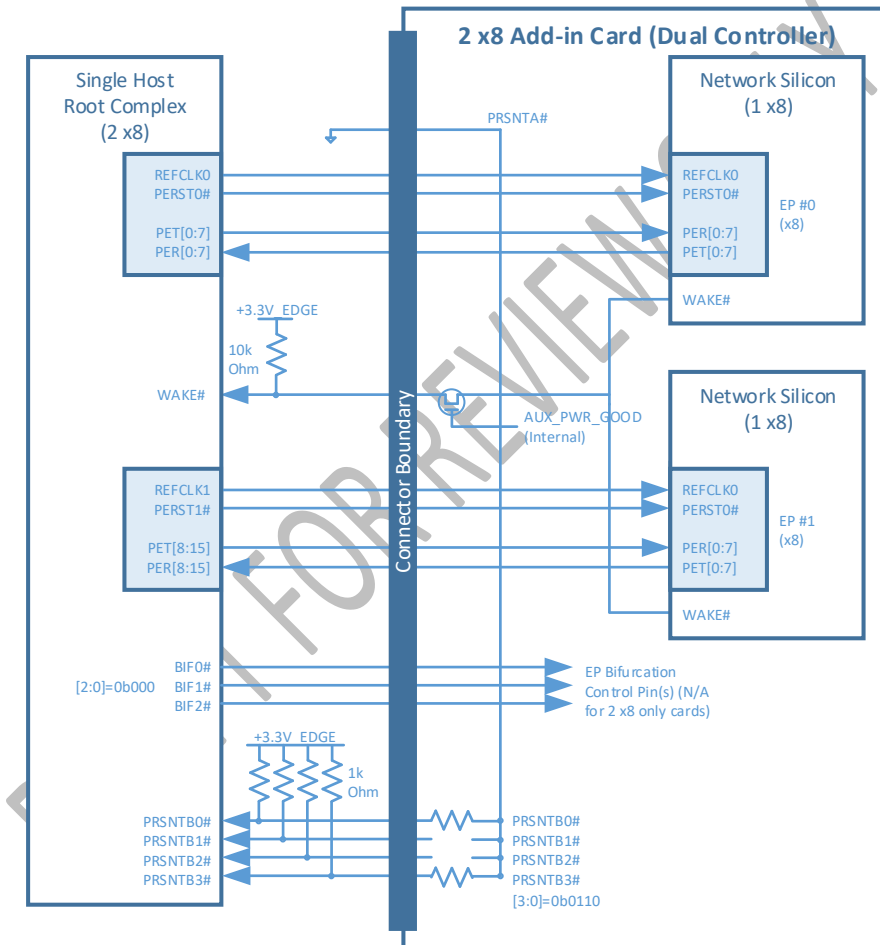 2 x8 Add-in Card (Dual Controller)
Single Host
Root Complex
(2 x8)
Network Silicon
(1 x8)
PRSNTA#
REFCLK0
PERST0#
PET[0:7]
PER[0:7]
REFCLK0
PERST0#
PER[0:7]
PET[0:7]
EP #0
(x8)
WAKE#
+3.3V_EDGE
10k
Ohm
WAKE#
AUX_PWR_GOOD
(Internal)
Connector Boundary
Network Silicon
(1 x8)
REFCLK1
PERST1#
PET[8:15]
PER[8:15]
REFCLK0
PERST0#
PER[0:7]
PET[0:7]
EP #1
(x8)
WAKE#
BIF0#
[2:0]=0b000
BIF1#
BIF2#
EP Bifurcation
Control Pin(s) (N/A
for 2 x8 only cards)
+3.3V_EDGE
1k
Ohm
PRSNTB0#
PRSNTB1#
PRSNTB2#
PRSNTB3#
PRSNTB0#
PRSNTB1#
PRSNTB2#
PRSNTB3#
[3:0]=0b0110
FOR REVIEW